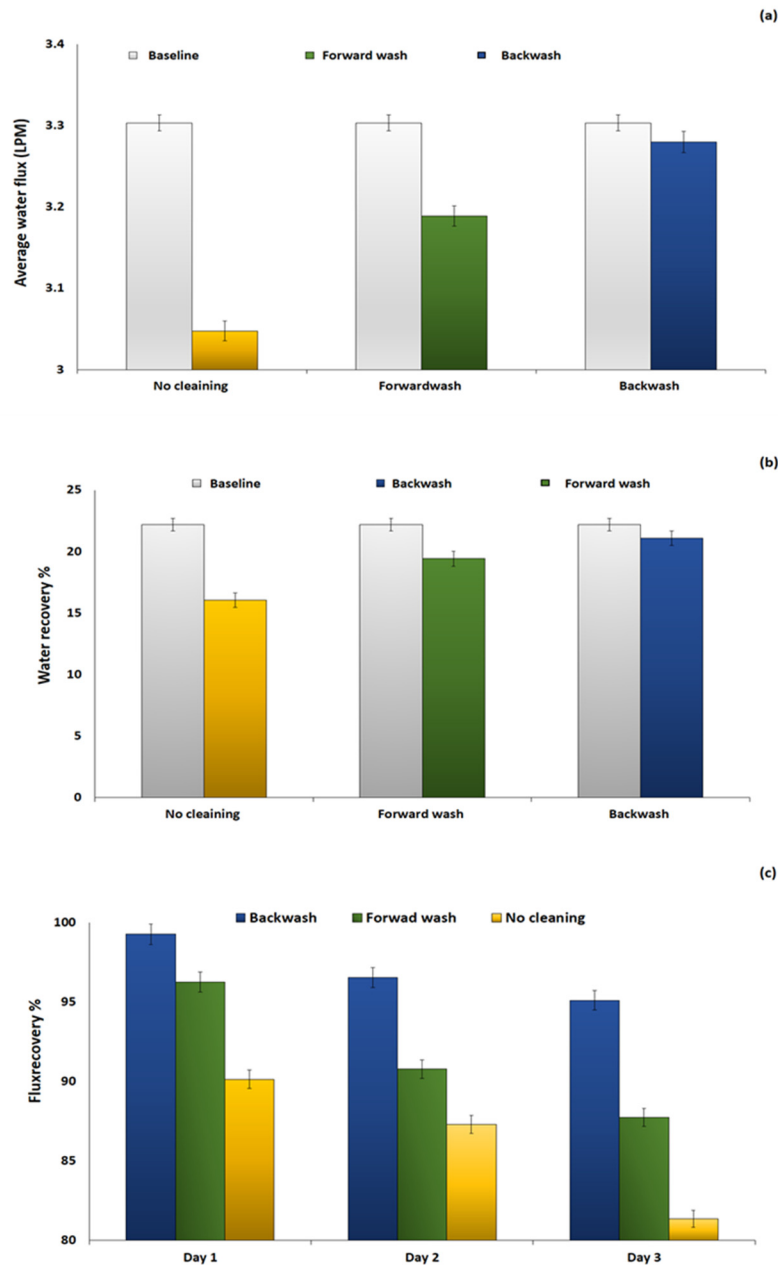 (a)
3.4
Baseline Forward wash Backwash
3.3
3.2
3.1
3
Average water flux (LPM)
No cleaining Forwardwash Backwash
(b)
25
Baseline Backwash Forward wash
20
15
10
5
0
Water recovery %
No cleaining Forward wash Backwash
(c)
100
Backwash Forwad wash No cleaning
95
90
85
80
Fluxrecovery %
Day 1 Day 2 Day 3